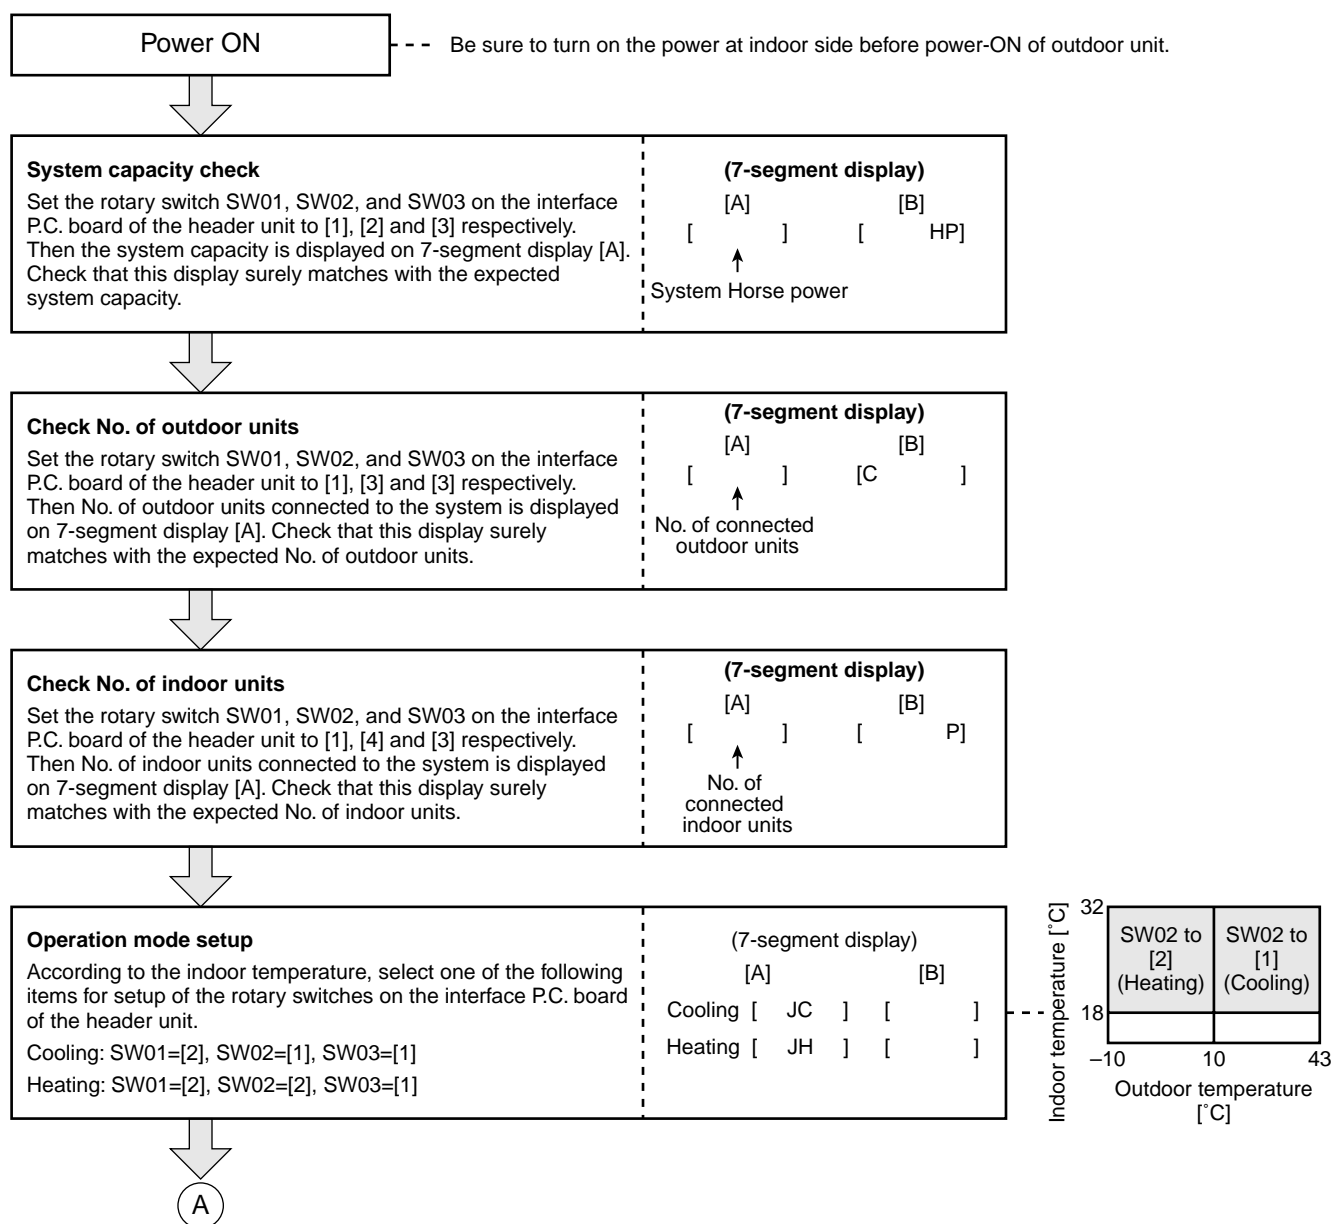 Power ON
Be sure to turn on the power at indoor side before power-ON of outdoor unit.
System capacity check
Set the rotary switch SW01, SW02, and SW03 on the interface
P.C. board of the header unit to [1], [2] and [3] respectively.
Then the system capacity is displayed on 7-segment display [A].
Check that this display surely matches with the expected
system capacity.
(7-segment display)
[A] [B]
[ ] [ HP]
System Horse power
Check No. of outdoor units
Set the rotary switch SW01, SW02, and SW03 on the interface
P.C. board of the header unit to [1], [3] and [3] respectively.
Then No. of outdoor units connected to the system is displayed
on 7-segment display [A]. Check that this display surely
matches with the expected No. of outdoor units.
(7-segment display)
[A] [B]
[ ] [C ]
No. of connected
outdoor units
Check No. of indoor units
Set the rotary switch SW01, SW02, and SW03 on the interface
P.C. board of the header unit to [1], [4] and [3] respectively.
Then No. of indoor units connected to the system is displayed
on 7-segment display [A]. Check that this display surely
matches with the expected No. of indoor units.
(7-segment display)
[A] [B]
[ ] [ P]
No. of
connected
indoor units
Operation mode setup
According to the indoor temperature, select one of the following
items for setup of the rotary switches on the interface P.C. board
of the header unit.
Cooling: SW01=[2], SW02=[1], SW03=[1]
Heating: SW01=[2], SW02=[2], SW03=[1]
(7-segment display)
[A] [B]
Cooling [ JC ] [ ]
Heating [ JH ] [ ]
Indoor temperature [˚C]
32
18
SW02 to
[2]
(Heating)
SW02 to
[1]
(Cooling)
–10 10 43
Outdoor temperature
[˚C]
A